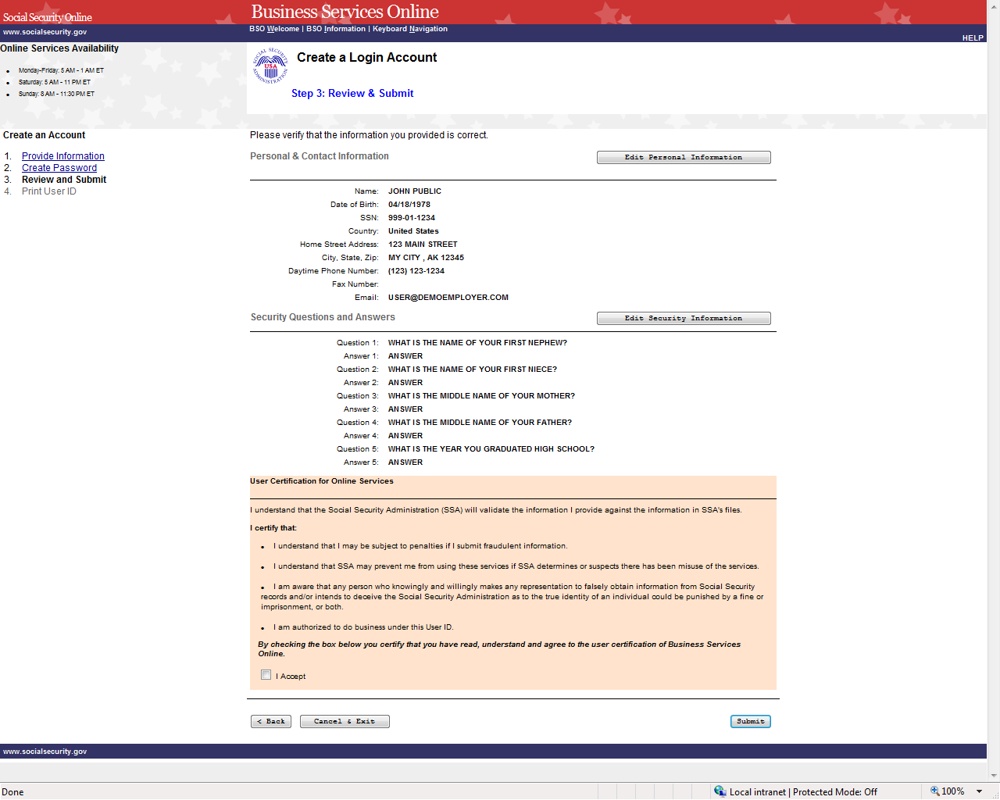 Social Security Online
Business Services Online
www.socialsecurity.gov
BSO Welcome | BSO Information | Keyboard Navigation
HELP
Online Services Availability
Monday-Friday: 5 AM - 1 AM ET
Saturday: 5 AM - 11 PM ET
Sunday: 8 AM - 11:30 PM ET
SOCIAL SECURITY ADMINISTRATION
USA
Create a Login Account
Step 3: Review & Submit
Create an Account
1. Provide Information
2. Create Password
3. Review and Submit
4. Print User ID
Please verify that the information you provided is correct.
Personal & Contact Information
Edit Personal Information
Name: JOHN PUBLIC
Date of Birth: 04/18/1978
SSN: 999-01-1234
Country: United States
Home Street Address: 123 MAIN STREET
City, State, Zip: MY CITY , AK 12345
Daytime Phone Number: (123) 123-1234
Fax Number:
Email: USER@DEMOEMPLOYER.COM
Security Questions and Answers
Edit Security Information
Question 1: WHAT IS THE NAME OF YOUR FIRST NEPHEW?
Answer 1: ANSWER
Question 2: WHAT IS THE NAME OF YOUR FIRST NIECE?
Answer 2: ANSWER
Question 3: WHAT IS THE MIDDLE NAME OF YOUR MOTHER?
Answer 3: ANSWER
Question 4: WHAT IS THE MIDDLE NAME OF YOUR FATHER?
Answer 4: ANSWER
Question 5: WHAT IS THE YEAR YOU GRADUATED HIGH SCHOOL?
Answer 5: ANSWER
User Certification for Online Services
I understand that the Social Security Administration (SSA) will validate the information I provide against the information in SSA's files.
I certify that:
I understand that I may be subject to penalties if I submit fraudulent information.
I understand that SSA may prevent me from using these services if SSA determines or suspects there has been misuse of the services.
I am aware that any person who knowingly and willingly makes any representation to falsely obtain information from Social Security
records and/or intends to deceive the Social Security Administration as to the true identity of an individual could be punished by a fine or
imprisonment, or both.
I am authorized to do business under this User ID.
By checking the box below you certify that you have read, understand and agree to the user certification of Business Services
Online.
I Accept
< Back
Cancel & Exit
Submit
www.socialsecurity.gov
Done
Local intranet | Protected Mode: Off
100%